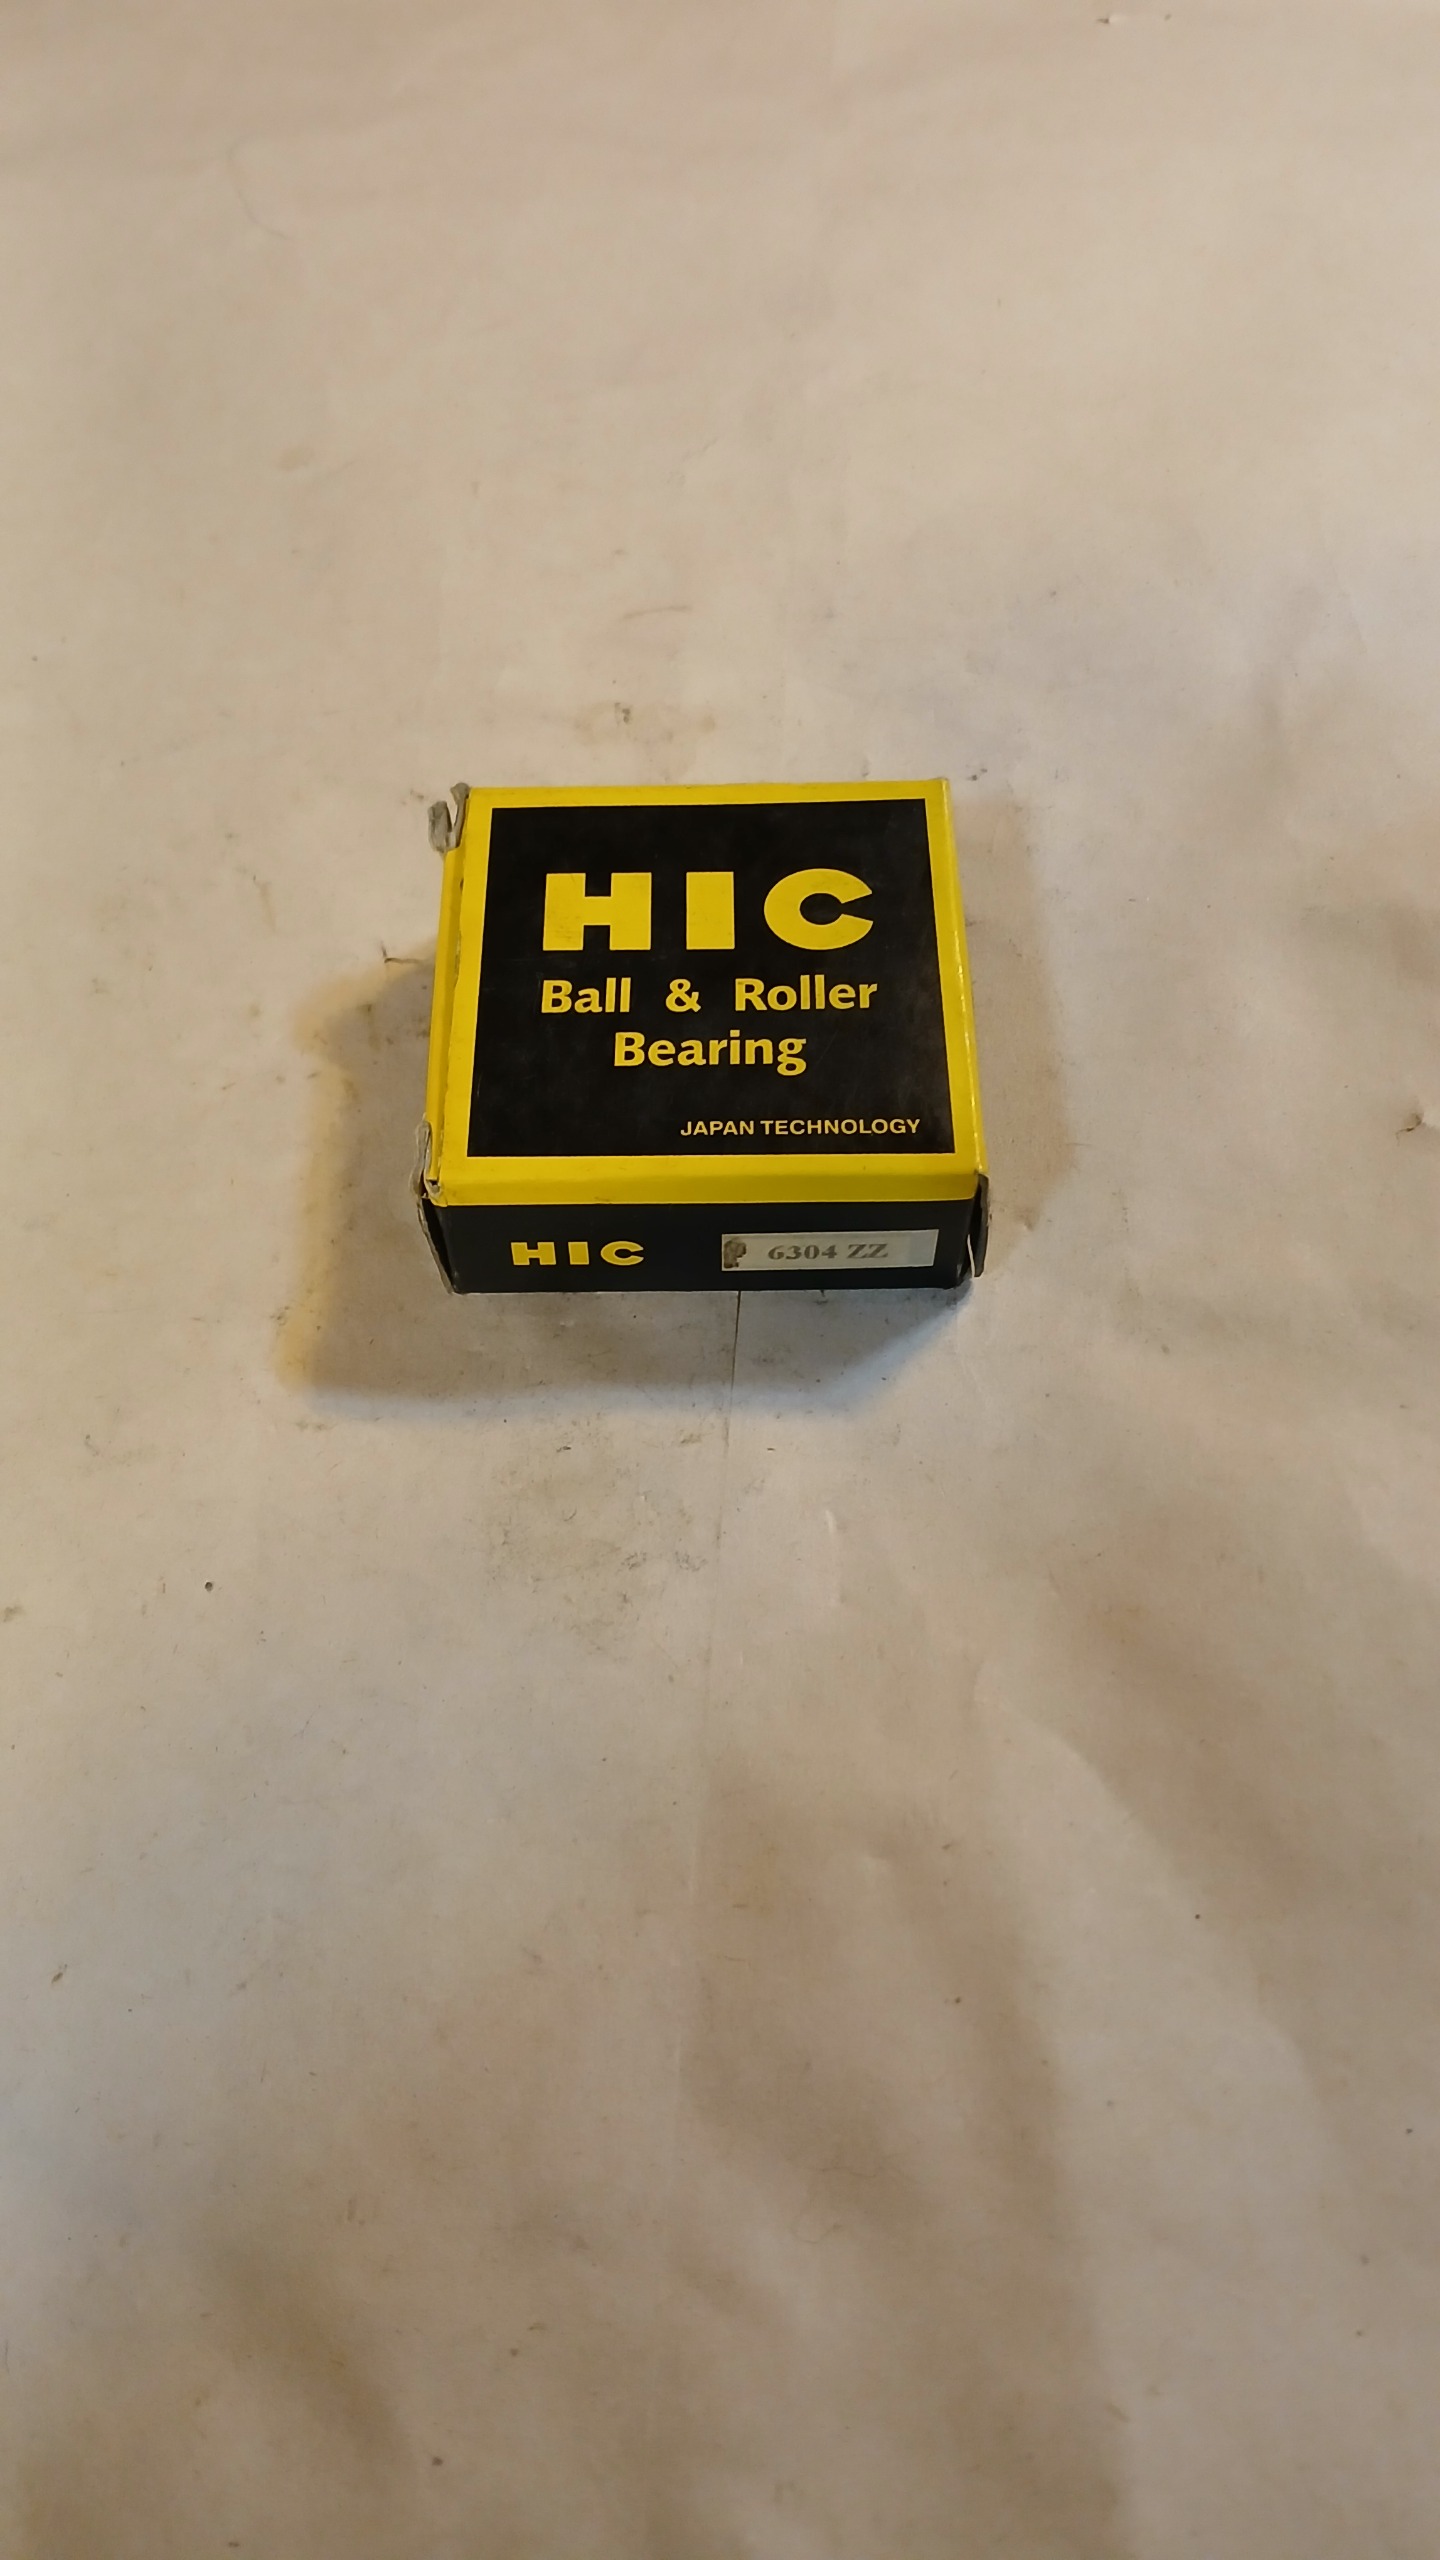 HIC
Ball & Roller
Bearing
JAPAN TECHNOLOGY
HIC 6304 ZZ